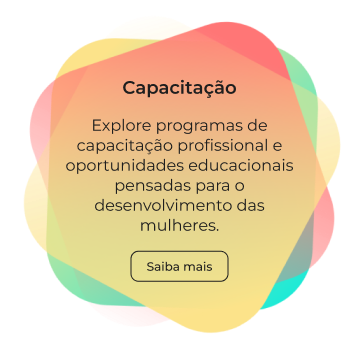 Capacitação
Explore programas de
capacitação profissional e
oportunidades educacionais
pensadas para o
desenvolvimento das
mulheres.
Saiba mais